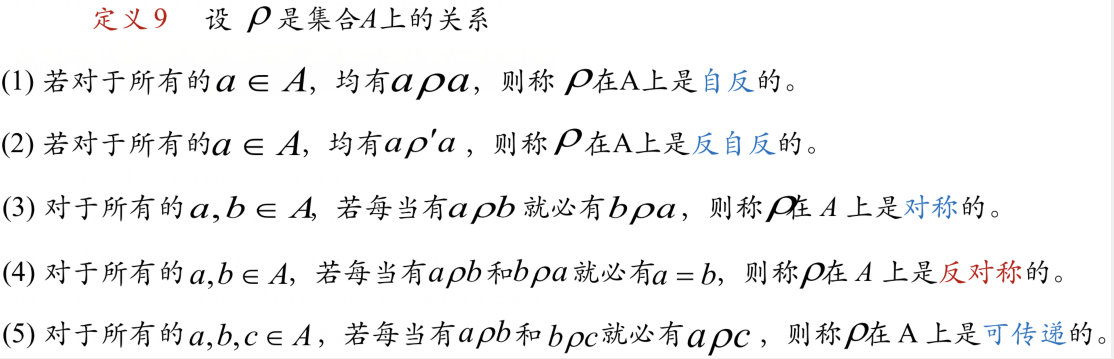 定义9 设 ρ 是集合A上的关系
(1) 若对于所有的a ∈ A, 均有aρa, 则称 ρ在A上是自反的。
(2) 若对于所有的a ∈ A, 均有aρ'a , 则称ρ在A上是反自反的。
(3) 对于所有的a,b ∈ A, 若每当有aρb就必有bρa, 则称ρ在 A 上是对称的。
(4) 对于所有的a,b ∈ A, 若每当有aρb和bρa就必有a = b, 则称ρ在 A 上是反对称的。
(5) 对于所有的a,b,c ∈ A, 若每当有aρb和 bρc就必有aρc , 则称ρ在 A 上是可传递的。